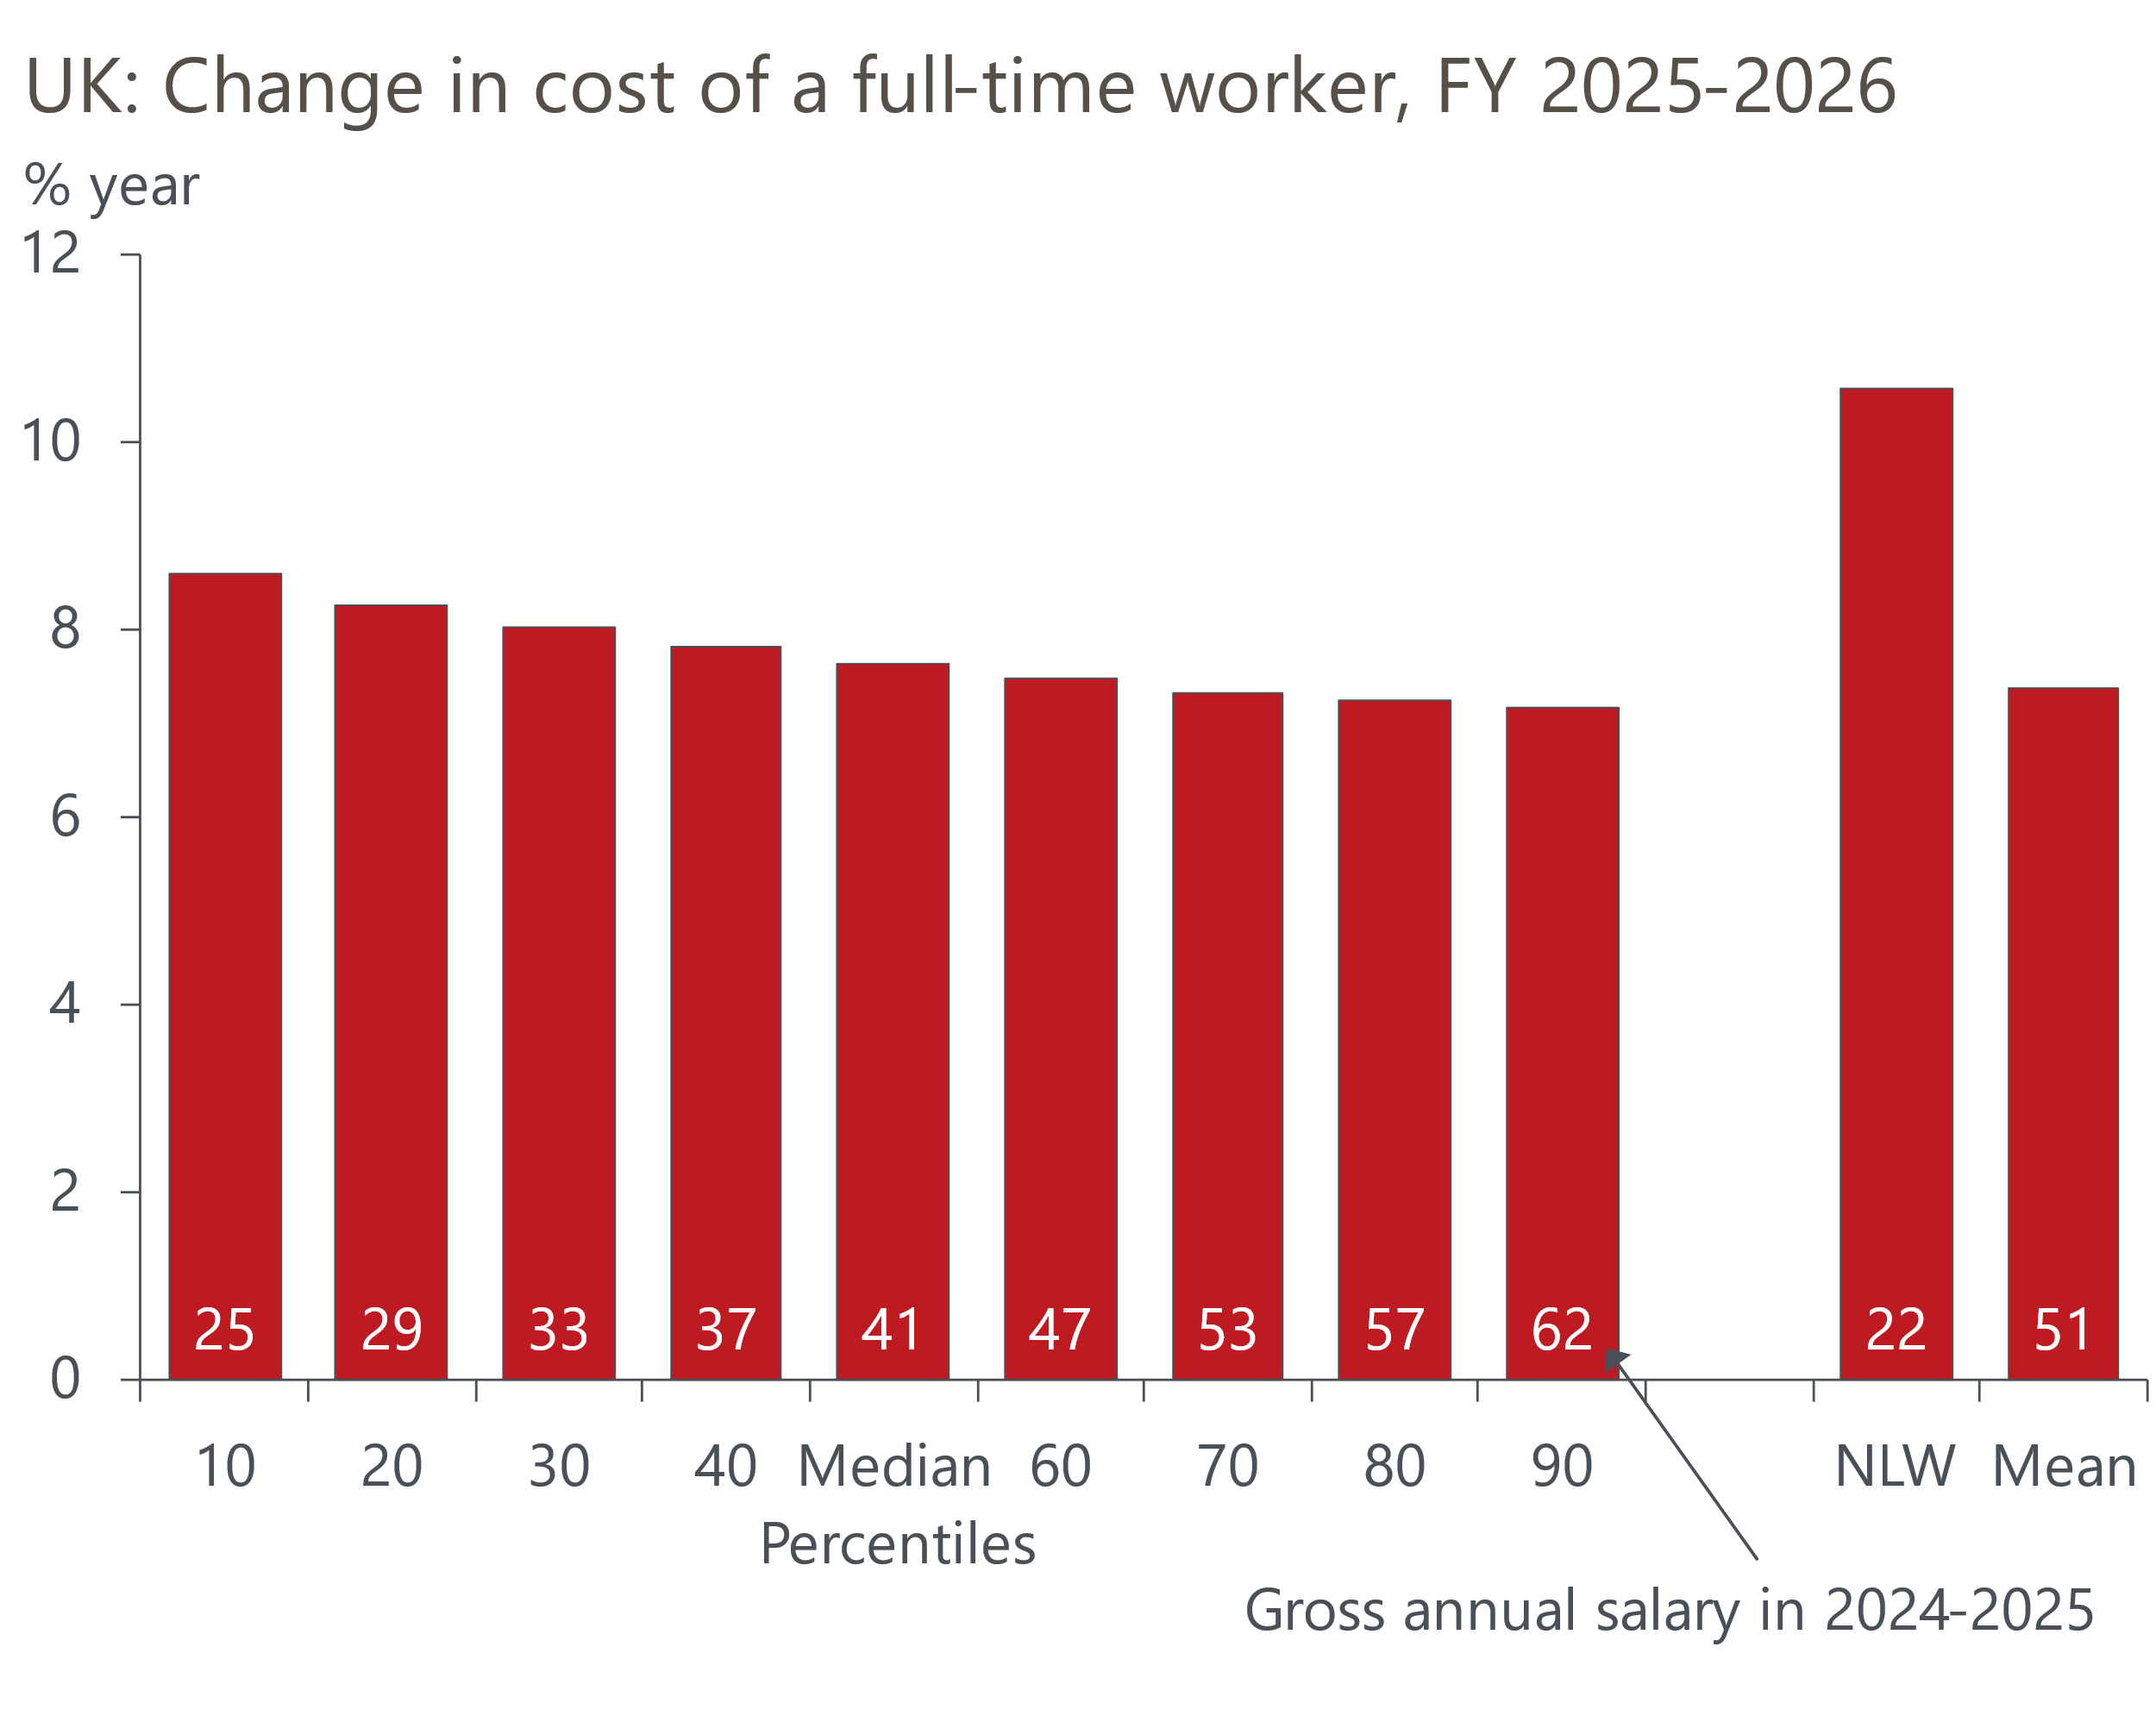 UK: Change in cost of a full-time worker, FY 2025-2026
% year
12
10
8
6
4
2
0
25 29 33 37 41 47 53 57 62 22 51
10 20 30 40 Median 60 70 80 90 NLW Mean
Percentiles
Gross annual salary in 2024-2025